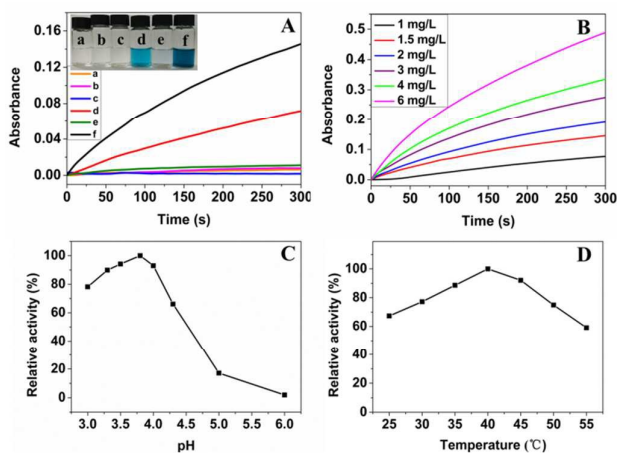 A
a b c d e f
Absorbance
0.16
0.12
0.08
0.04
0.00
a
b
c
d
e
f
0 50 100 150 200 250 300
Time (s)
B
Absorbance
0.5
0.4
0.3
0.2
0.1
0.0
1 mg/L
1.5 mg/L
2 mg/L
3 mg/L
4 mg/L
6 mg/L
0 50 100 150 200 250 300
Time (s)
C
Relative activity (%)
100
80
60
40
20
0
3.0 3.5 4.0 4.5 5.0 5.5 6.0
pH
D
Relative activity (%)
100
80
60
40
20
0
25 30 35 40 45 50 55
Temperature (℃)